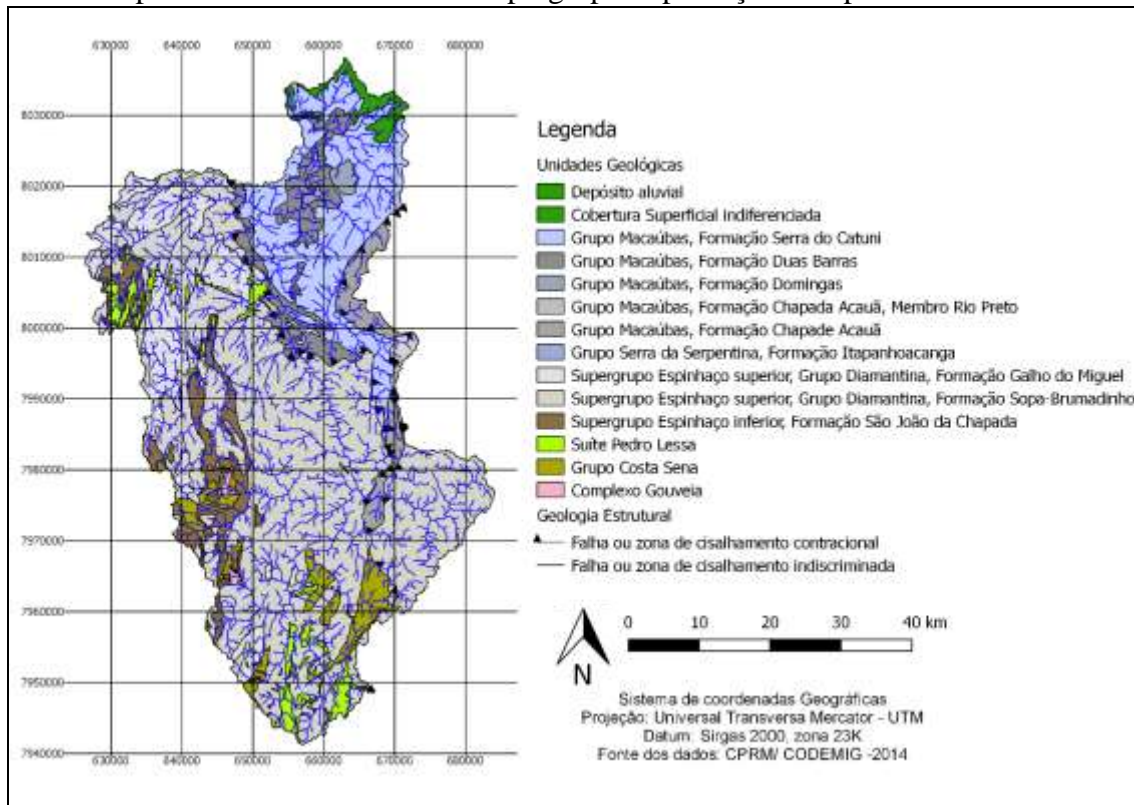 630000 640000 650000 660000 670000 680000
8030000
8020000
8010000
8000000
7990000
7980000
7970000
7960000
7950000
7940000
630000 640000 650000 660000 670000 680000
Legenda
Unidades Geológicas
Depósito aluvial
Cobertura Superficial indiferenciada
Grupo Macaúbas, Formação Serra do Catuni
Grupo Macaúbas, Formação Duas Barras
Grupo Macaúbas, Formação Domingas
Grupo Macaúbas, Formação Chapada Acauã, Membro Rio Preto
Grupo Macaúbas, Formação Chapade Acauã
Grupo Serra da Serpentina, Formação Itapanhoacanga
Supergrupo Espinhaço superior, Grupo Diamantina, Formação Galho do Miguel
Supergrupo Espinhaço superior, Grupo Diamantina, Formação Sopa-Brumadinho
Supergrupo Espinhaço inferior, Formação São João da Chapada
Suíte Pedro Lessa
Grupo Costa Sena
Complexo Gouveia
Geologia Estrutural
Falha ou zona de cisalhamento contracional
Falha ou zona de cisalhamento indiscriminada
0 10 20 30 40 km
N
Sistema de coordenadas Geográficas
Projeção: Universal Transversa Mercator - UTM
Datum: Sirgas 2000, zona 23K
Fonte dos dados: CPRM/ CODEMIG -2014